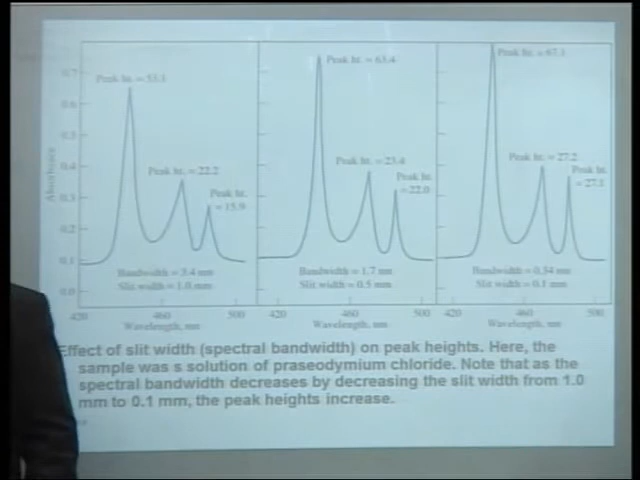 Peak ht. = 53.1
Peak ht. = 22.2
Peak ht.
= 15.9
Bandwidth = 3.4 nm
Slit width = 1.0 mm
Peak ht. = 63.4
Peak ht. = 23.4
Peak ht.
= 22.0
Bandwidth = 1.7 nm
Slit width = 0.5 mm
Peak ht. = 67.1
Peak ht. = 27.2
Peak ht.
= 27.1
Bandwidth = 0.34 nm
Slit width = 0.1 mm
Absorbance
0.7
0.6
0.5
0.4
0.3
0.2
0.1
0.0
420 460 500
420 460 500
420 460 500
Wavelength, nm
Wavelength, nm
Wavelength, nm
Effect of slit width (spectral bandwidth) on peak heights. Here, the
sample was s solution of praseodymium chloride. Note that as the
spectral bandwidth decreases by decreasing the slit width from 1.0
mm to 0.1 mm, the peak heights increase.